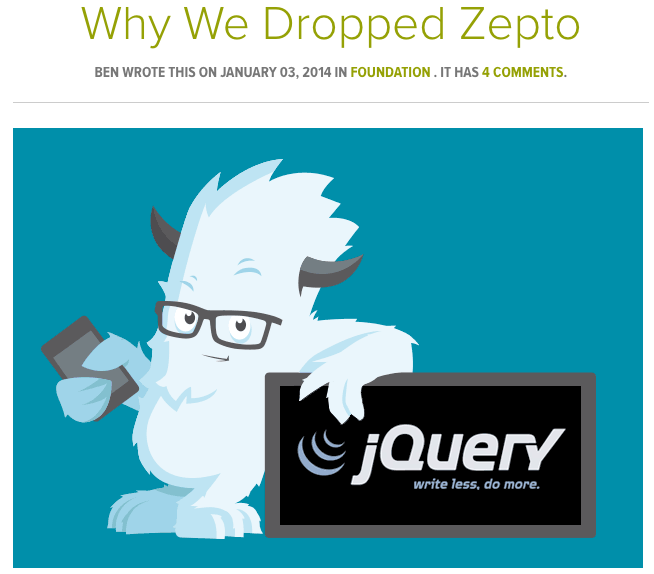 Why We Dropped Zepto
BEN WROTE THIS ON JANUARY 03, 2014 IN FOUNDATION . IT HAS 4 COMMENTS.
jQuery
write less, do more.